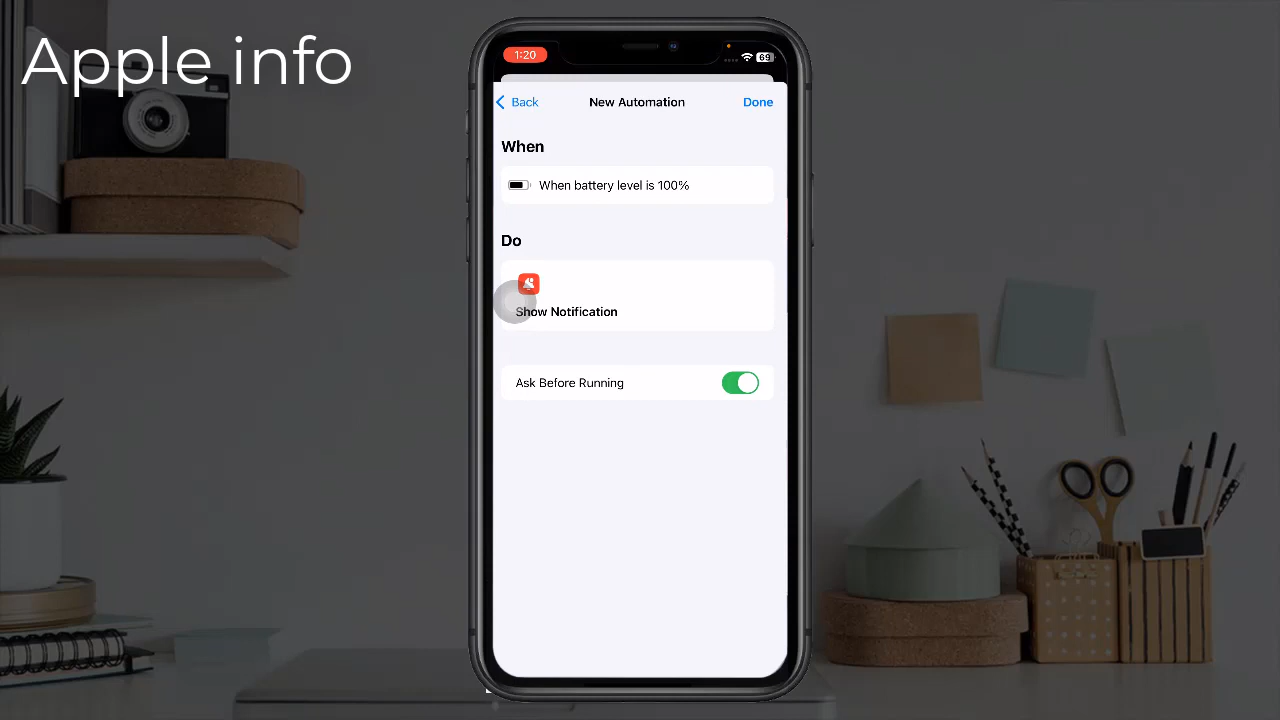 Apple info
1:20
69
Back
New Automation
Done
When
When battery level is 100%
Do
Show Notification
Ask Before Running